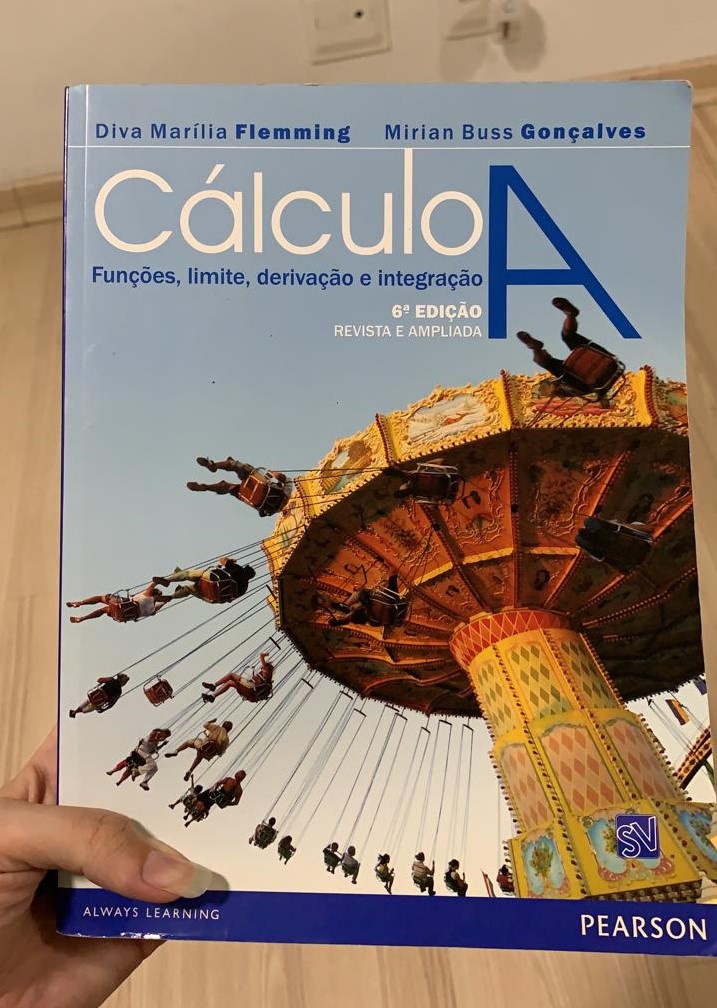 Diva Marília Flemming Mirian Buss Gonçalves
Cálculo A
Funções, limite, derivação e integração
6ª EDIÇÃO
REVISTA E AMPLIADA
SV
ALWAYS LEARNING
PEARSON